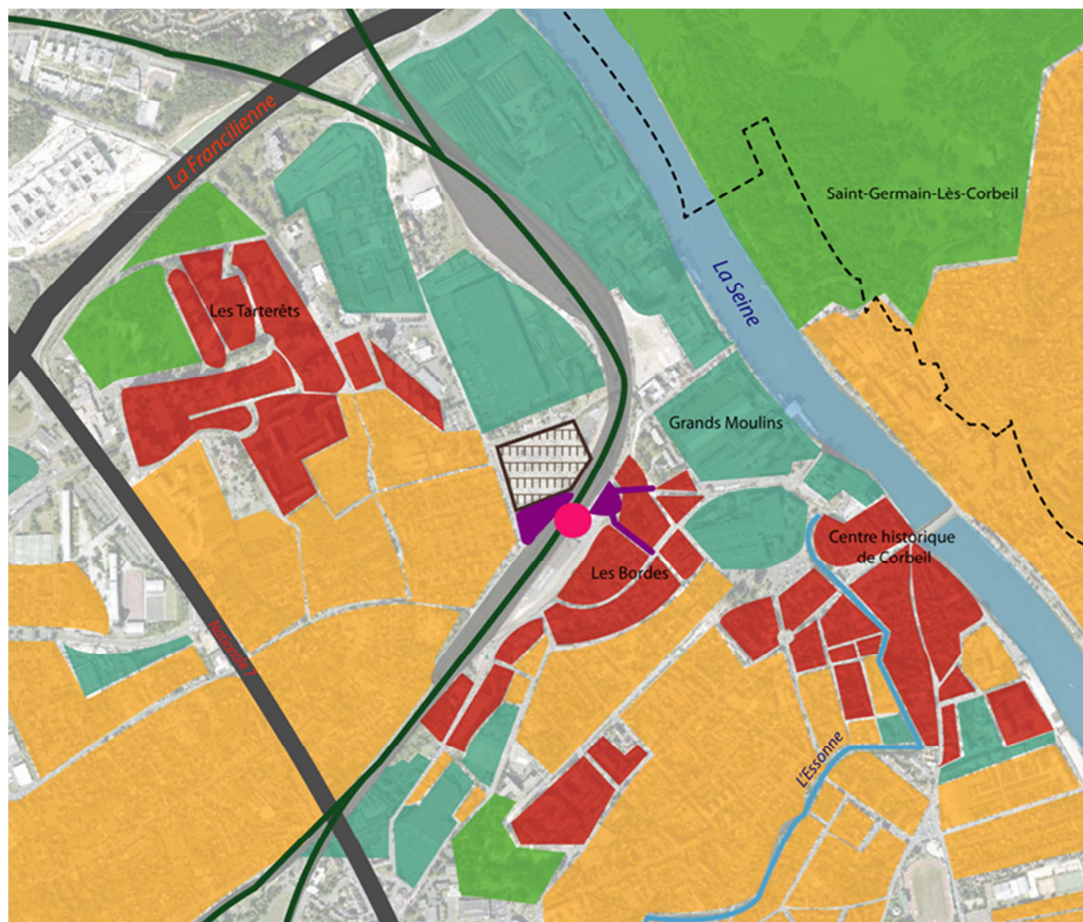 La Francilienne
Saint-Germain-Lès-Corbeil
La Seine
Les Tarterêts
Grands Moulins
Centre historique
de Corbeil
Les Bordes
Nationale 7
L'Essonne